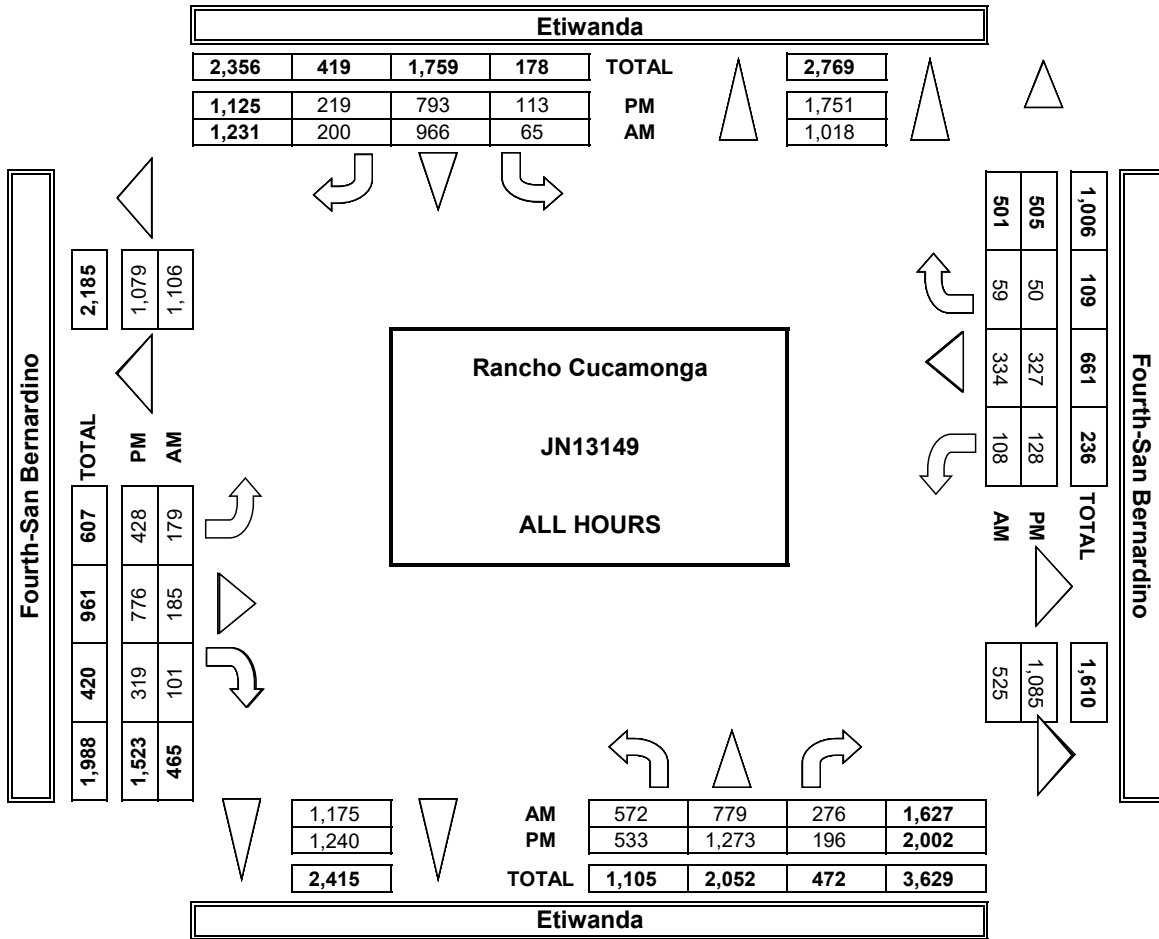 Etiwanda
2,356 419 1,759 178 TOTAL 2,769
1,125 219 793 113 PM 1,751
1,231 200 966 65 AM 1,018
Fourth-San Bernardino
2,185 1,079 1,106
TOTAL PM AM
607 428 179
961 776 185
420 319 101
1,988 1,523 465
Rancho Cucamonga
JN13149
ALL HOURS
501 505 1,006
59 50 109
334 327 661
108 128 236
AM PM TOTAL
525 1,085 1,610
Fourth-San Bernardino
1,175 AM 572 779 276 1,627
1,240 PM 533 1,273 196 2,002
2,415 TOTAL 1,105 2,052 472 3,629
Etiwanda